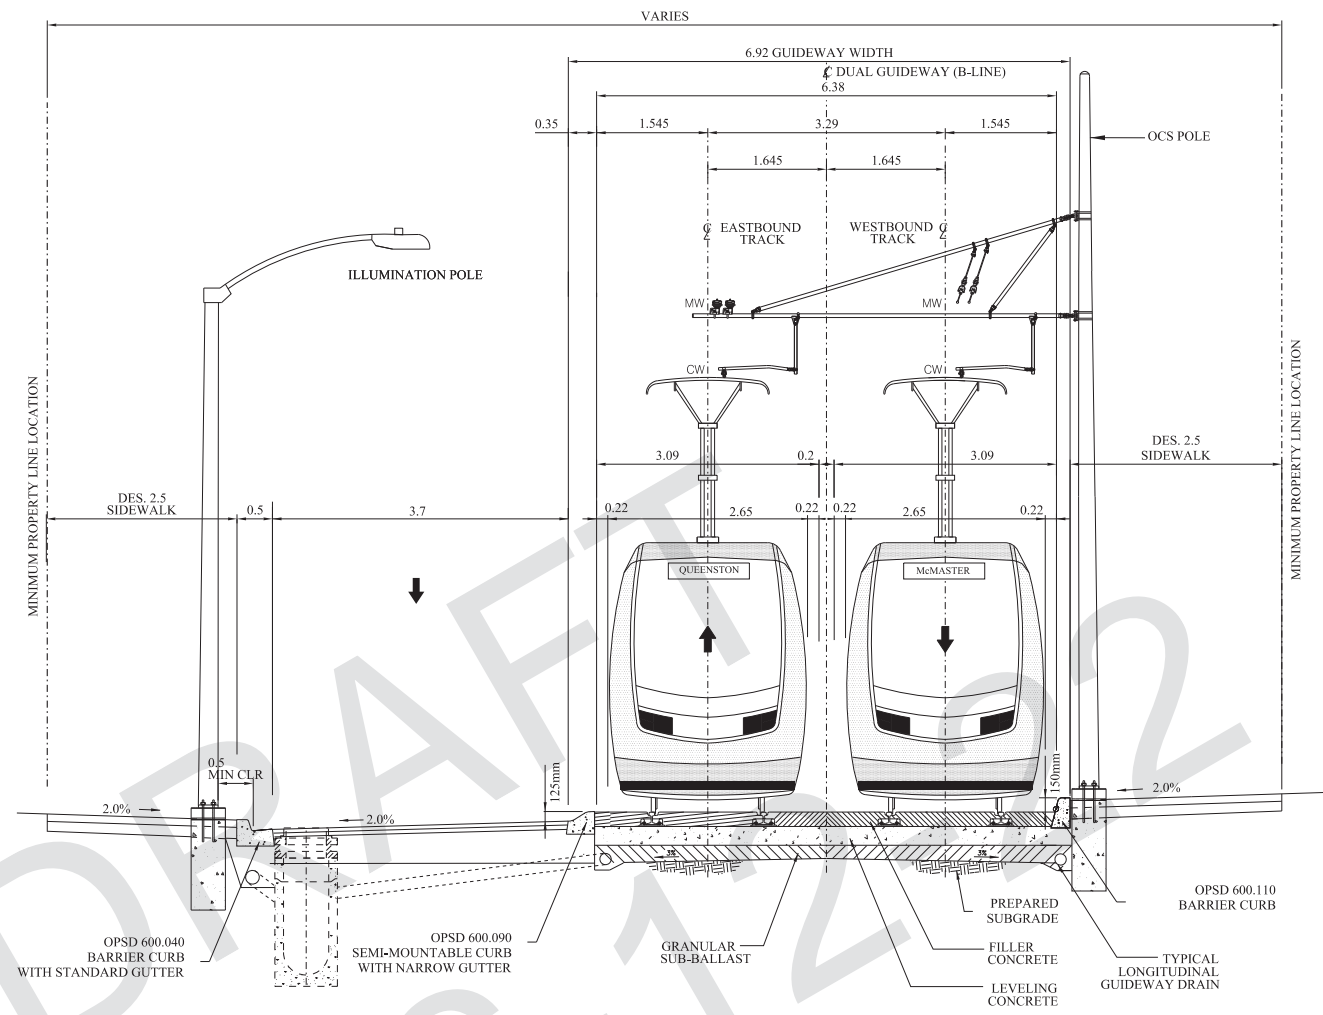 VARIES
6.92 GUIDEWAY WIDTH
℄ DUAL GUIDEWAY (B-LINE)
6.38
0.35
1.545
3.29
1.545
OCS POLE
1.645
1.645
℄ EASTBOUND
TRACK
WESTBOUND ℄
TRACK
ILLUMINATION POLE
MW
MW
CW
CW
MINIMUM PROPERTY LINE LOCATION
MINIMUM PROPERTY LINE LOCATION
DES. 2.5
SIDEWALK
3.09
0.2
3.09
DES. 2.5
SIDEWALK
0.5
3.7
0.22
2.65
0.22
0.22
2.65
0.22
QUEENSTON
McMASTER
0.5
MIN CLR
125mm
150mm
2.0%
2.0%
2.0%
3%
3%
OPSD 600.040
BARRIER CURB
WITH STANDARD GUTTER
OPSD 600.090
SEMI-MOUNTABLE CURB
WITH NARROW GUTTER
GRANULAR
SUB-BALLAST
PREPARED
SUBGRADE
FILLER
CONCRETE
LEVELING
CONCRETE
OPSD 600.110
BARRIER CURB
TYPICAL
LONGITUDINAL
GUIDEWAY DRAIN
DRAFT
12-22